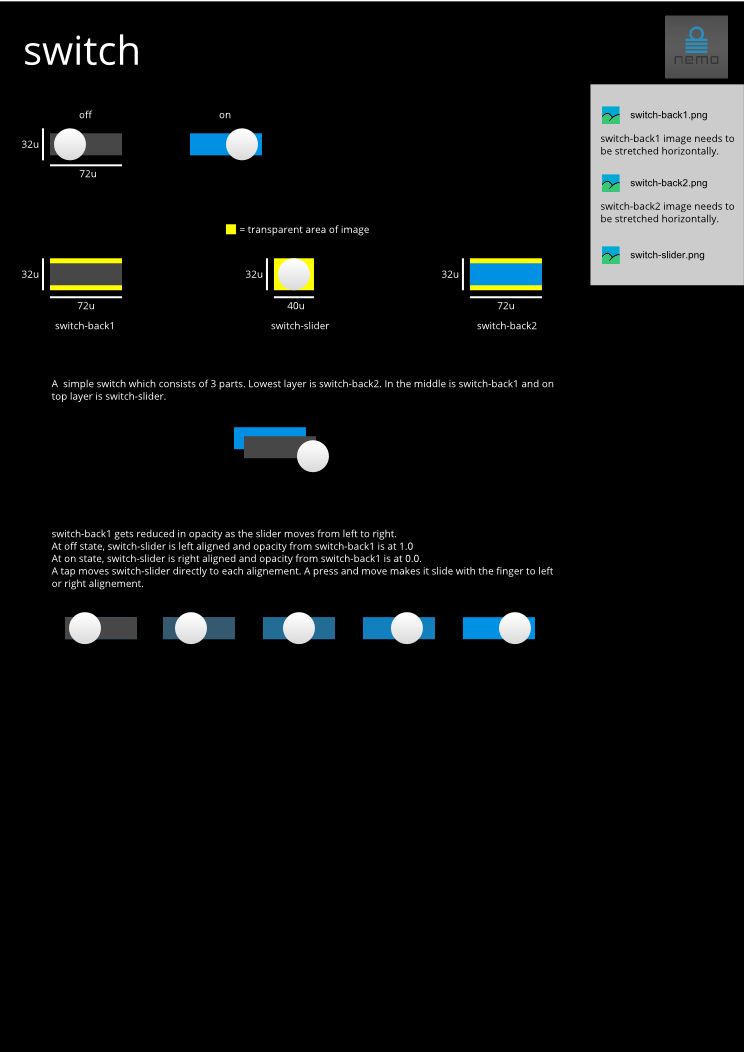 switch
nemo
off
on
32u
72u
switch-back1.png
switch-back1 image needs to
be stretched horizontally.
switch-back2.png
switch-back2 image needs to
be stretched horizontally.
switch-slider.png
= transparent area of image
32u
32u
32u
72u
40u
72u
switch-back1
switch-slider
switch-back2
A  simple switch which consists of 3 parts. Lowest layer is switch-back2. In the middle is switch-back1 and on
top layer is switch-slider.
switch-back1 gets reduced in opacity as the slider moves from left to right.
At off state, switch-slider is left aligned and opacity from switch-back1 is at 1.0
At on state, switch-slider is right aligned and opacity from switch-back1 is at 0.0.
A tap moves switch-slider directly to each alignement. A press and move makes it slide with the finger to left
or right alignement.